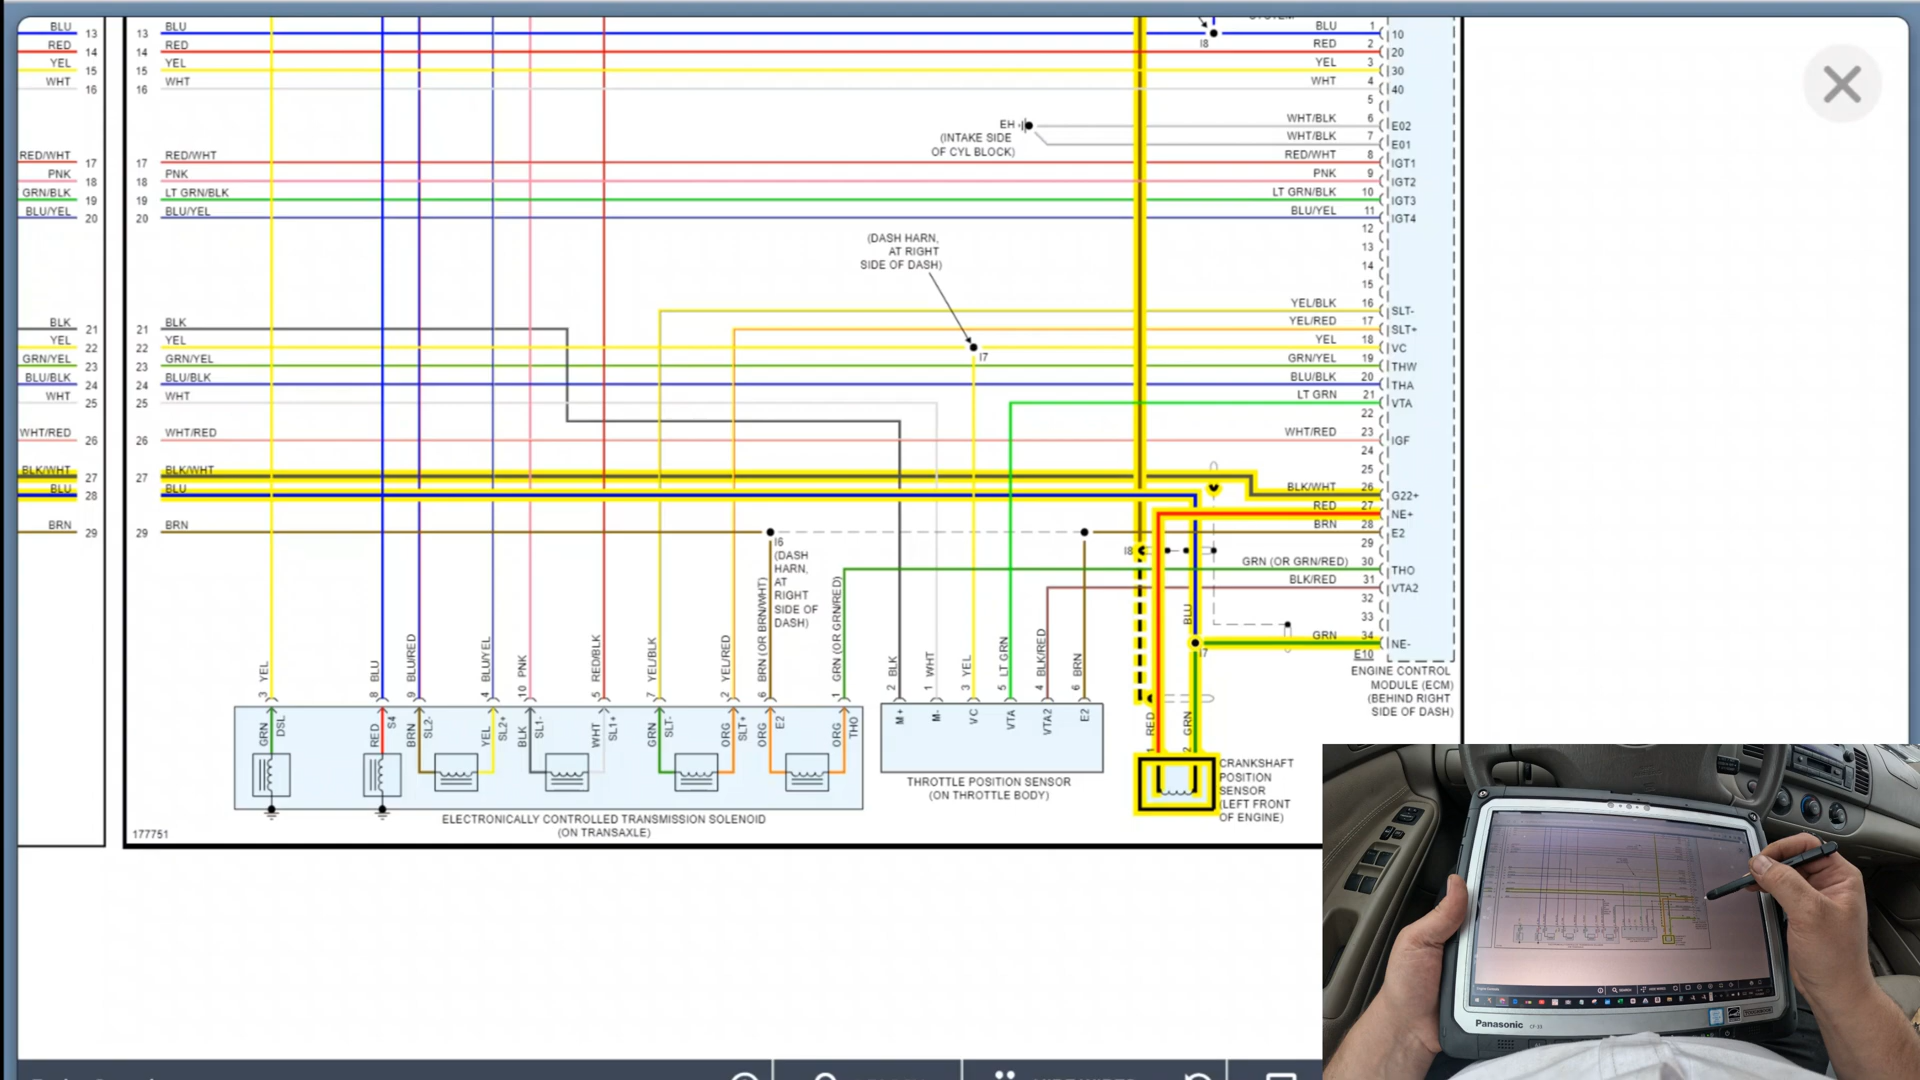 BLU 13
RED 14
YEL 15
WHT 16
RED/WHT 17
PNK 18
GRN/BLK 19
BLU/YEL 20
BLK 21
YEL 22
GRN/YEL 23
BLU/BLK 24
WHT 25
WHT/RED 26
BLK/WHT 27
BLU 28
BRN 29
13 BLU
14 RED
15 YEL
16 WHT
17 RED/WHT
18 PNK
19 LT GRN/BLK
20 BLU/YEL
21 BLK
22 YEL
23 GRN/YEL
24 BLU/BLK
25 WHT
26 WHT/RED
27 BLK/WHT
28 BLU
29 BRN
I8
EH
(INTAKE SIDE
OF CYL BLOCK)
(DASH HARN,
AT RIGHT
SIDE OF DASH)
I7
I6
(DASH
HARN,
AT
RIGHT
SIDE OF
DASH)
I8
I7
BLU 1 10
RED 2 20
YEL 3 30
WHT 4 40
5
WHT/BLK 6 E02
WHT/BLK 7 E01
RED/WHT 8 IGT1
PNK 9 IGT2
LT GRN/BLK 10 IGT3
BLU/YEL 11 IGT4
12
13
14
15
YEL/BLK 16 SLT-
YEL/RED 17 SLT+
YEL 18 VC
GRN/YEL 19 THW
BLU/BLK 20 THA
LT GRN 21 VTA
22
WHT/RED 23 IGF
24
25
BLK/WHT 26 G22+
RED 27 NE+
BRN 28 E2
29
GRN (OR GRN/RED) 30 THO
BLK/RED 31 VTA2
32
33
GRN 34 NE-
E10
ENGINE CONTROL
MODULE (ECM)
(BEHIND RIGHT
SIDE OF DASH)
3 YEL
8 BLU
9 BLU/RED
4 BLU/YEL
10 PNK
5 RED/BLK
7 YEL/BLK
2 YEL/RED
6 BRN (OR BRN/WHT)
1 GRN (OR GRN/RED)
2 BLK
1 WHT
3 YEL
5 LT GRN
4 BLK/RED
6 BRN
BLU
1 RED
2 GRN
GRN DSL
RED S4
BRN SL2-
YEL SL2+
BLK SL1-
WHT SL1+
GRN SLT-
ORG SLT+
ORG E2
ORG THO
M+
M-
VC
VTA
VTA2
E2
ELECTRONICALLY CONTROLLED TRANSMISSION SOLENOID
(ON TRANSAXLE)
THROTTLE POSITION SENSOR
(ON THROTTLE BODY)
CRANKSHAFT
POSITION
SENSOR
(LEFT FRONT
OF ENGINE)
177751
Panasonic